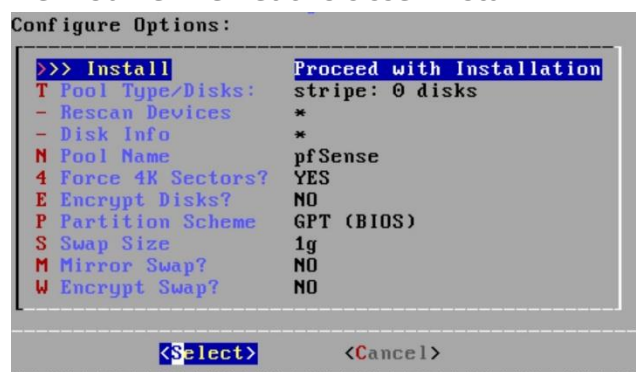 Configure Options:
>>> Install Proceed with Installation
T Pool Type/Disks: stripe: 0 disks
- Rescan Devices *
- Disk Info *
N Pool Name pfSense
4 Force 4K Sectors? YES
E Encrypt Disks? NO
P Partition Scheme GPT (BIOS)
S Swap Size 1g
M Mirror Swap? NO
W Encrypt Swap? NO
<Select> <Cancel>